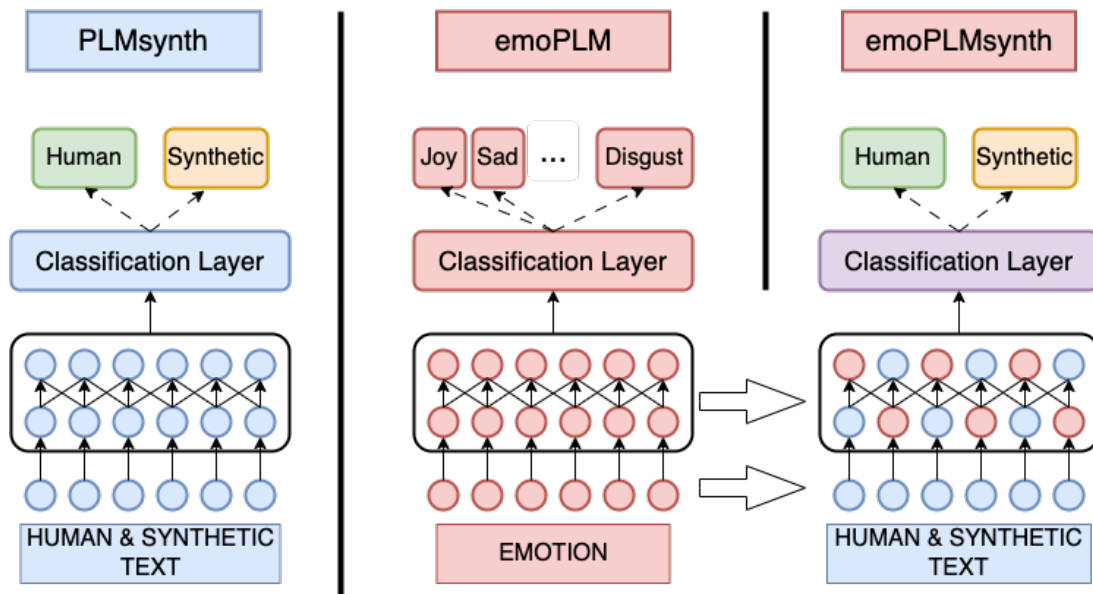 PLMsynth
emoPLM
emoPLMsynth
Human
Synthetic
Joy
Sad
...
Disgust
Human
Synthetic
Classification Layer
Classification Layer
Classification Layer
HUMAN & SYNTHETIC
TEXT
EMOTION
HUMAN & SYNTHETIC
TEXT